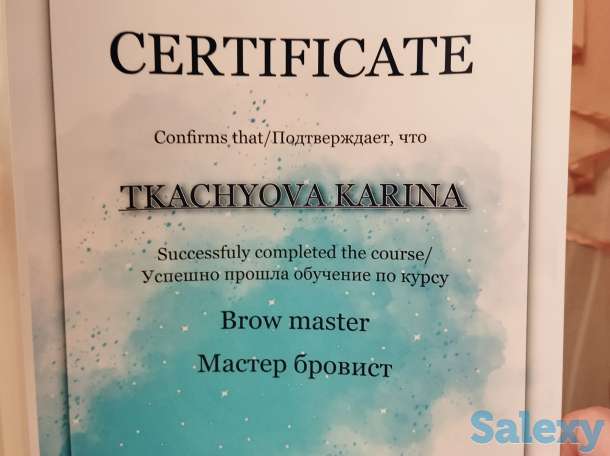 CERTIFICATE
Confirms that/Подтверждает, что
TKACHYOVA KARINA
Successfuly completed the course/
Успешно прошла обучение по курсу
Brow master
Мастер бровист
Salexy